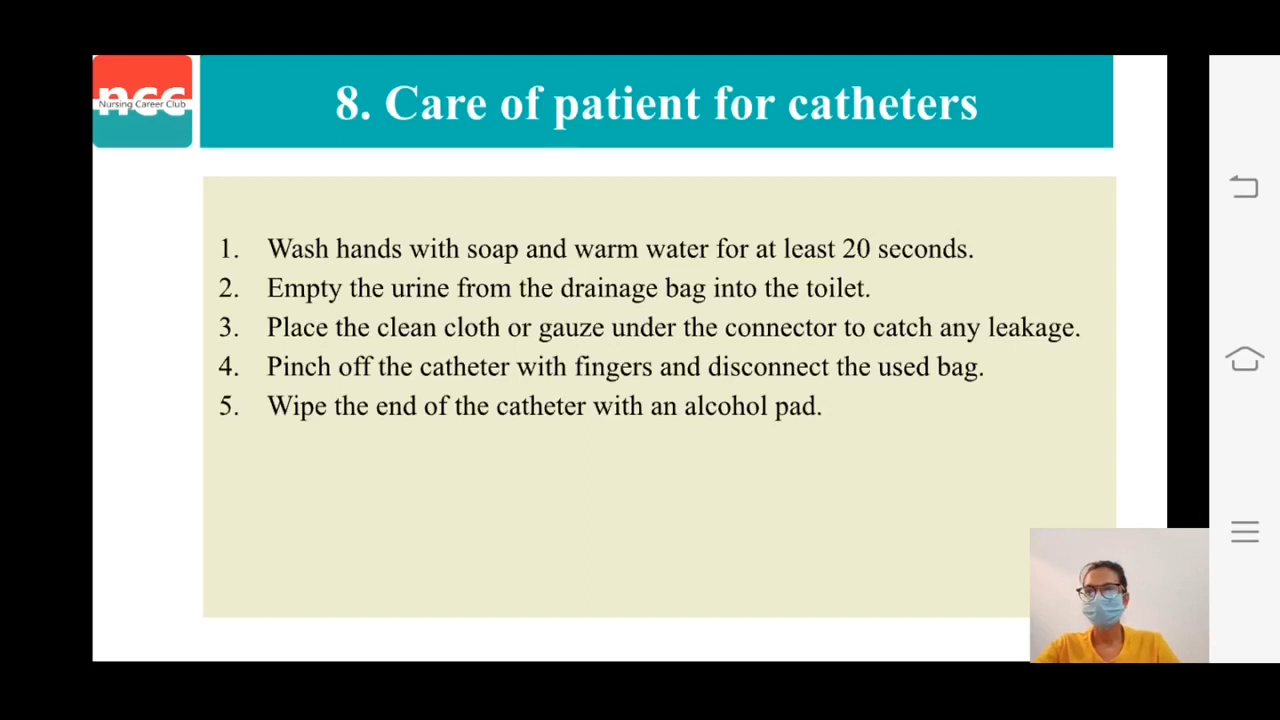 ncc
Nursing Career Club
8. Care of patient for catheters
1. Wash hands with soap and warm water for at least 20 seconds.
2. Empty the urine from the drainage bag into the toilet.
3. Place the clean cloth or gauze under the connector to catch any leakage.
4. Pinch off the catheter with fingers and disconnect the used bag.
5. Wipe the end of the catheter with an alcohol pad.